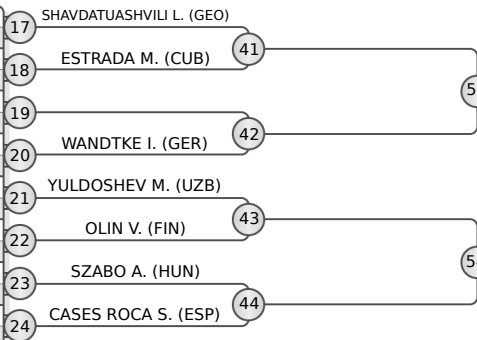 17 SHAVDATUASHVILI L. (GEO)
41
18 ESTRADA M. (CUB)
19
42
20 WANDTKE I. (GER)
21 YULDOSHEV M. (UZB)
43
22 OLIN V. (FIN)
23 SZABO A. (HUN)
44
24 CASES ROCA S. (ESP)